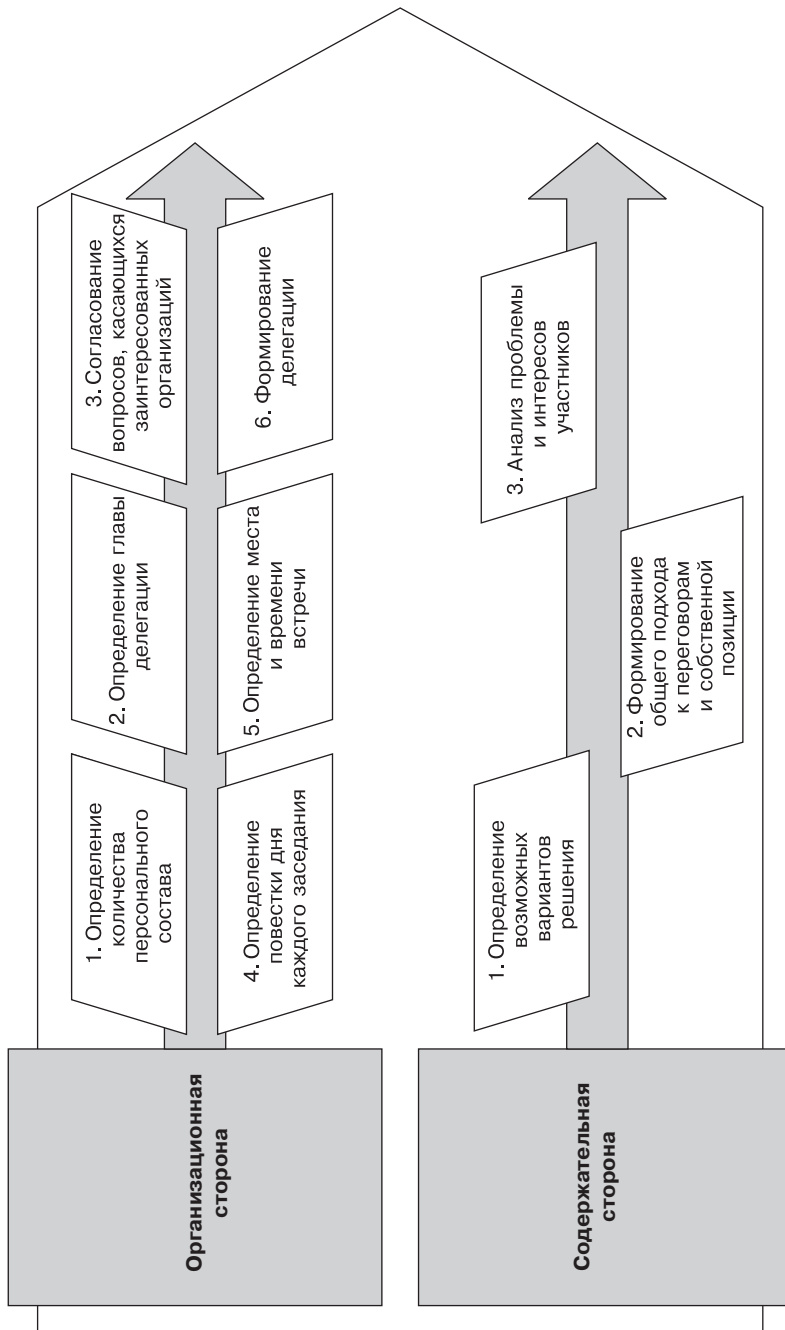 Организационная
сторона
1. Определение
количества
персонального
состава
2. Определение главы
делегации
3. Согласование
вопросов, касающихся
заинтересованных
организаций
4. Определение
повестки дня
каждого заседания
5. Определение места
и времени
встречи
6. Формирование
делегации
Содержательная
сторона
1. Определение
возможных
вариантов
решения
2. Формирование
общего подхода
к переговорам
и собственной
позиции
3. Анализ проблемы
и интересов
участников